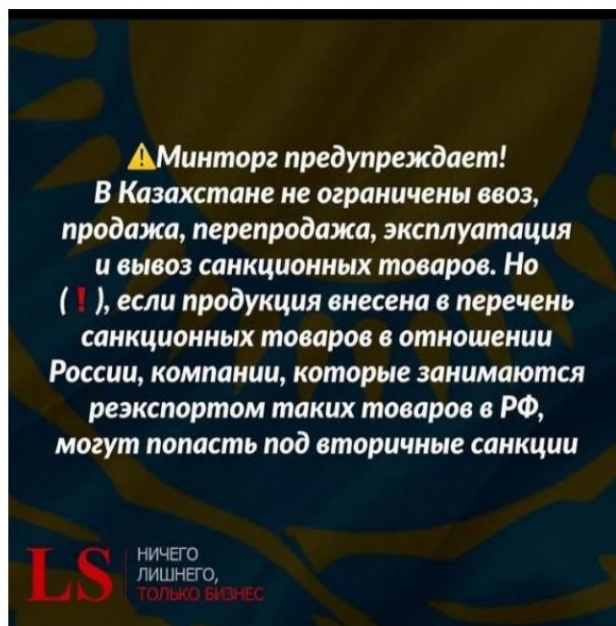 ⚠️Минторг предупреждает!
В Казахстане не ограничены ввоз,
продажа, перепродажа, эксплуатация
и вывоз санкционных товаров. Но
(❗), если продукция внесена в перечень
санкционных товаров в отношении
России, компании, которые занимаются
реэкспортом таких товаров в РФ,
могут попасть под вторичные санкции
LS
НИЧЕГО
ЛИШНЕГО,
ТОЛЬКО БИЗНЕС